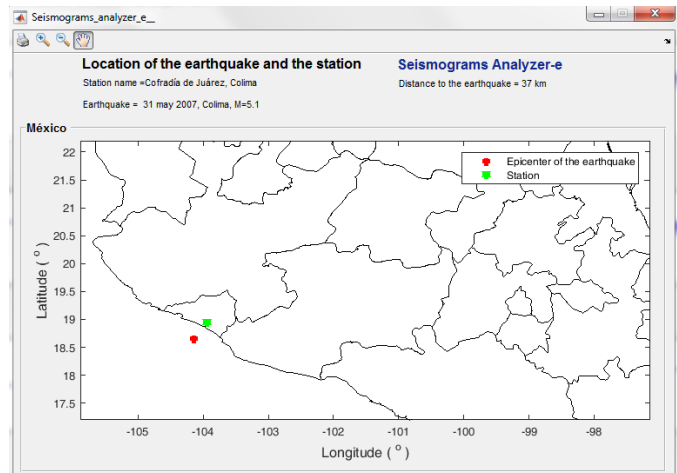 Seismograms_analyzer_e__
Location of the earthquake and the station
Seismograms Analyzer-e
Station name =Cofradía de Juárez, Colima
Distance to the earthquake = 37 km
Earthquake = 31 may 2007, Colima, M=5.1
México
Epicenter of the earthquake
Station
22
21.5
21
20.5
20
19.5
19
18.5
18
17.5
Latitude ( o )
-105 -104 -103 -102 -101 -100 -99 -98
Longitude ( o )